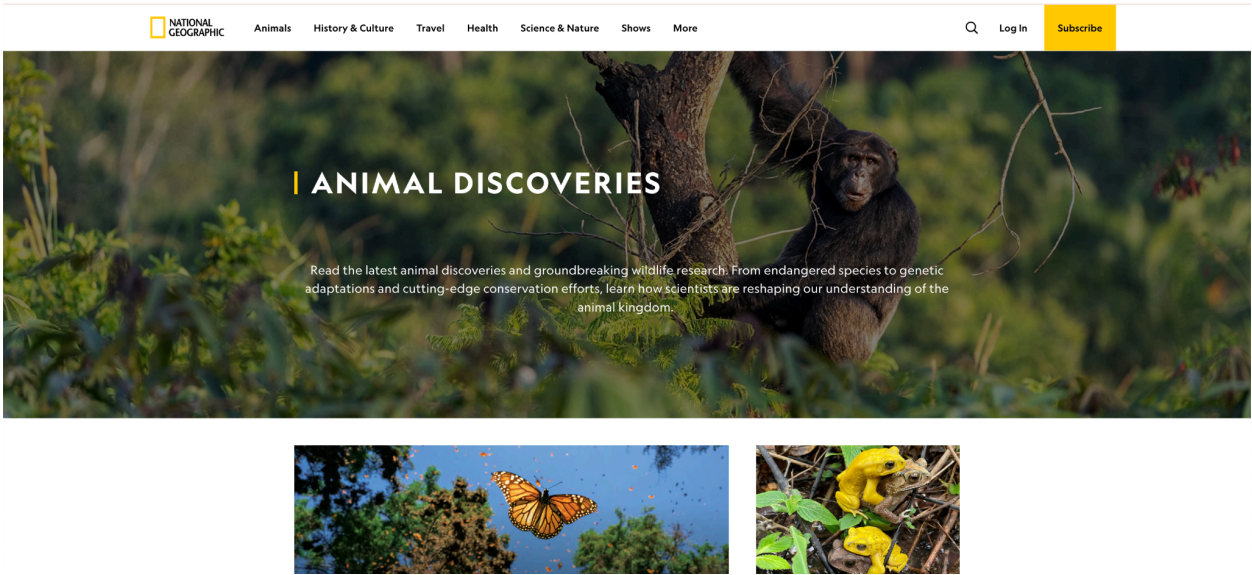 NATIONAL
GEOGRAPHIC
Animals History & Culture Travel Health Science & Nature Shows More Log In Subscribe
ANIMAL DISCOVERIES
Read the latest animal discoveries and groundbreaking wildlife research. From endangered species to genetic
adaptations and cutting-edge conservation efforts, learn how scientists are reshaping our understanding of the
animal kingdom.